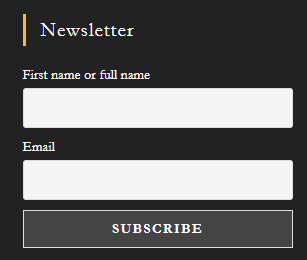 Newsletter
First name or full name
Email
SUBSCRIBE